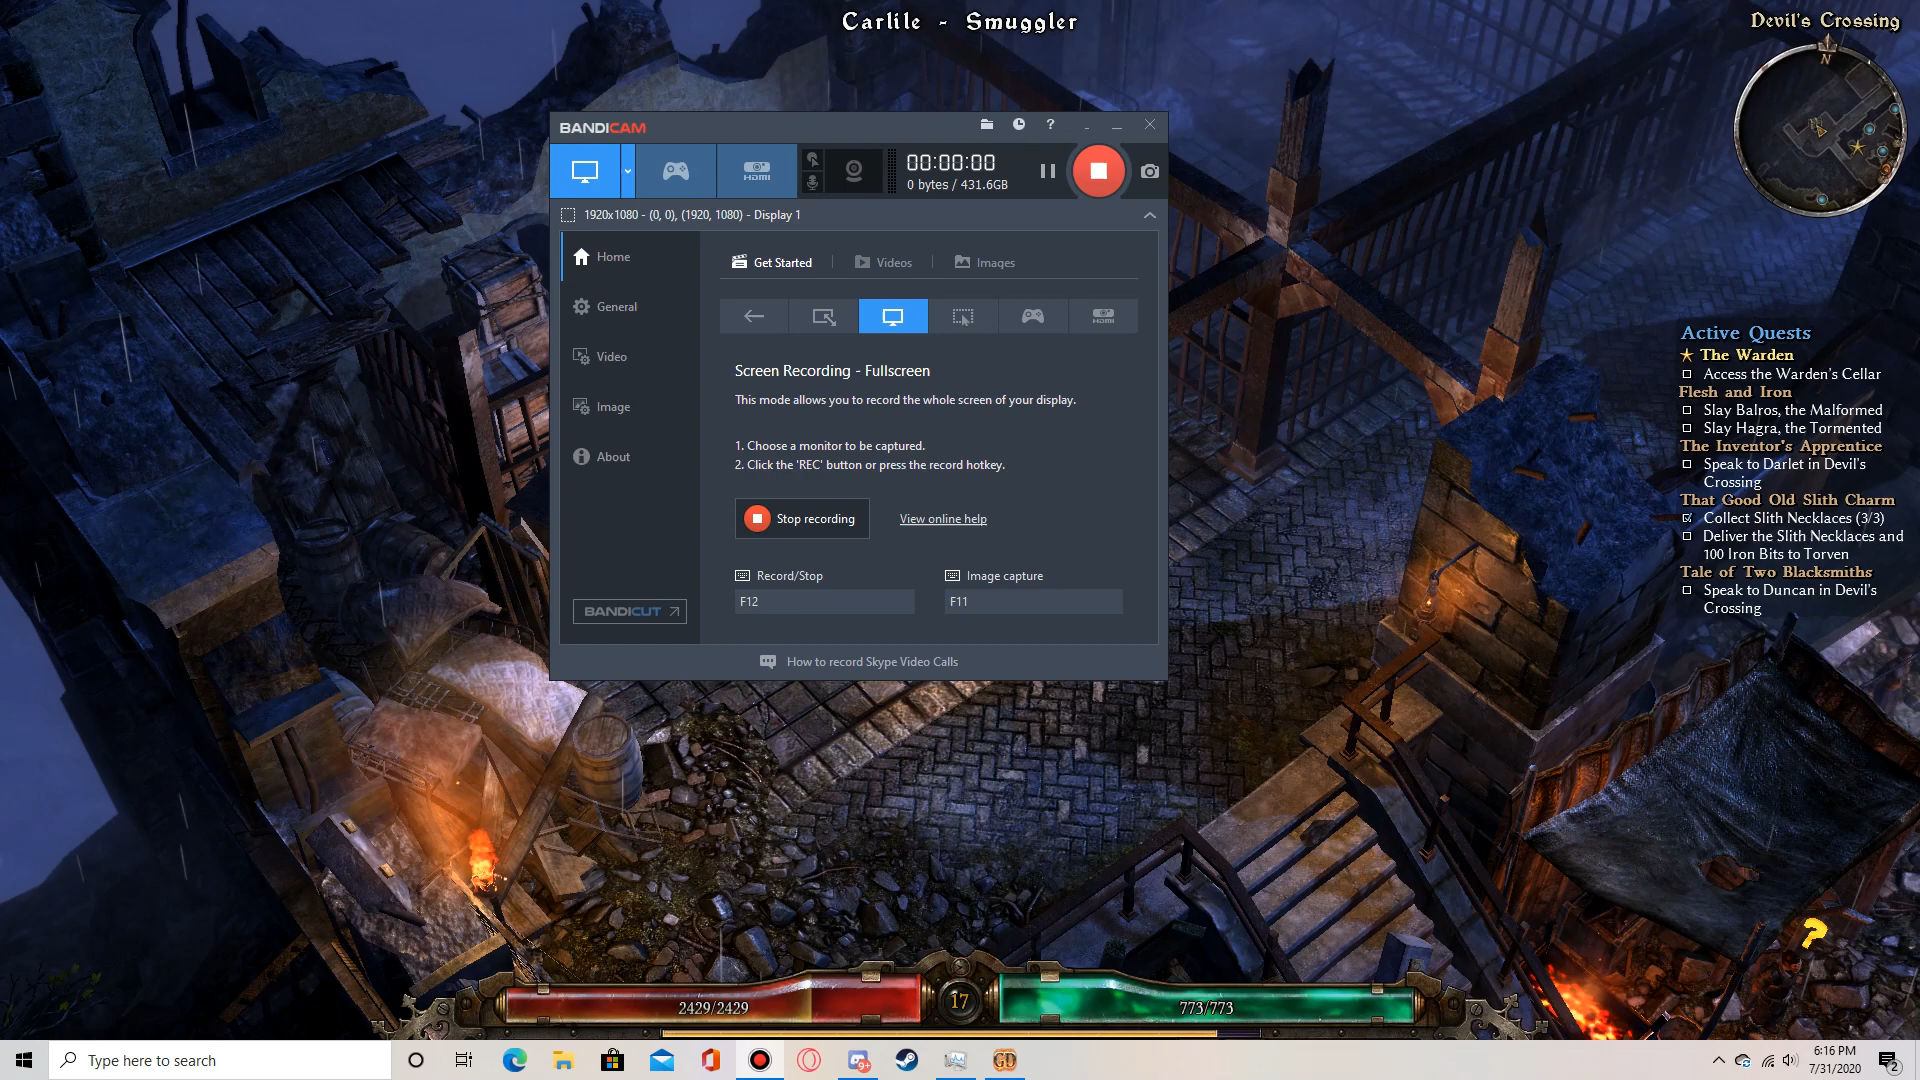 Carlile - Smuggler
Devil's Crossing
N
BANDICAM
?
HDMI
00:00:00
0 bytes / 431.6GB
1920x1080 - (0, 0), (1920, 1080) - Display 1
Home
General
Video
Image
About
BANDICUT
Get Started
Videos
Images
HDMI
Screen Recording - Fullscreen
This mode allows you to record the whole screen of your display.
1. Choose a monitor to be captured.
2. Click the 'REC' button or press the record hotkey.
Stop recording
View online help
Record/Stop
Image capture
F12
F11
How to record Skype Video Calls
Active Quests
The Warden
Access the Warden's Cellar
Flesh and Iron
Slay Balros, the Malformed
Slay Hagra, the Tormented
The Inventor's Apprentice
Speak to Darlet in Devil's
Crossing
That Good Old Slith Charm
Collect Slith Necklaces (3/3)
Deliver the Slith Necklaces and
100 Iron Bits to Torven
Tale of Two Blacksmiths
Speak to Duncan in Devil's
Crossing
?
2429/2429
17
773/773
Type here to search
9+
GD
6:16 PM
7/31/2020
2